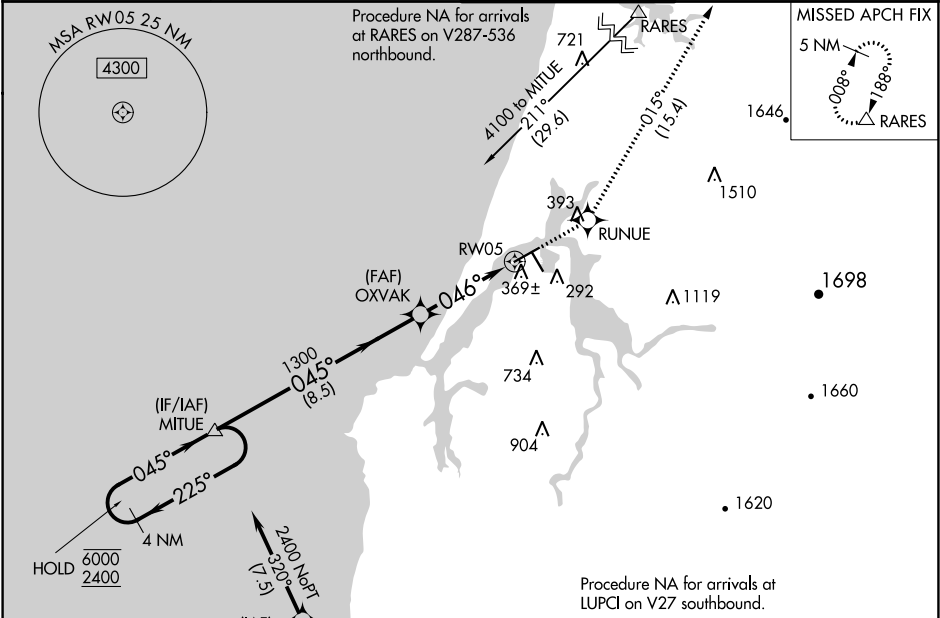 MSA RW05 25 NM
4300
Procedure NA for arrivals
at RARES on V287-536
northbound.
721
RARES
4100 to MITUE
211°
(29.6)
015°
(15.4)
MISSED APCH FIX
5 NM
008°
188°
RARES
1646
1510
393
RUNUE
RW05
369±
292
1119
1698
(FAF)
OXVAK
046°
1300
045°
(8.5)
734
1660
(IF/IAF)
MITUE
904
045°
225°
4 NM
1620
HOLD
6000
2400
2400 NoPT
320°
(7.5)
Procedure NA for arrivals at
LUPCI on V27 southbound.